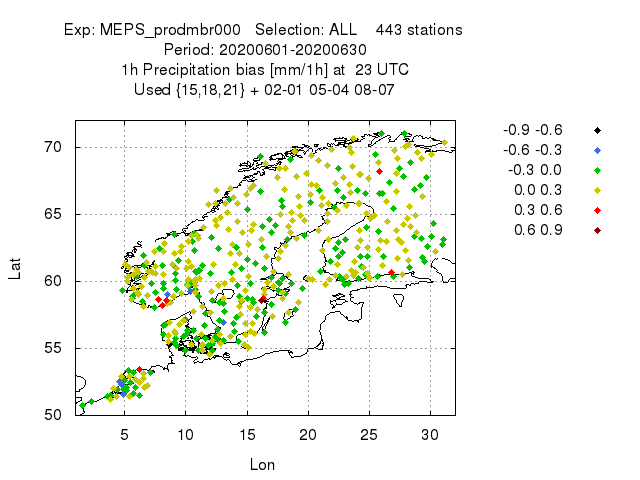 Exp: MEPS_prodmbr000 Selection: ALL 443 stations
Period: 20200601-20200630
1h Precipitation bias [mm/1h] at 23 UTC
Used {15,18,21} + 02-01 05-04 08-07
-0.9 -0.6
-0.6 -0.3
-0.3 0.0
0.0 0.3
0.3 0.6
0.6 0.9
70
65
60
55
50
Lat
5 10 15 20 25 30
Lon